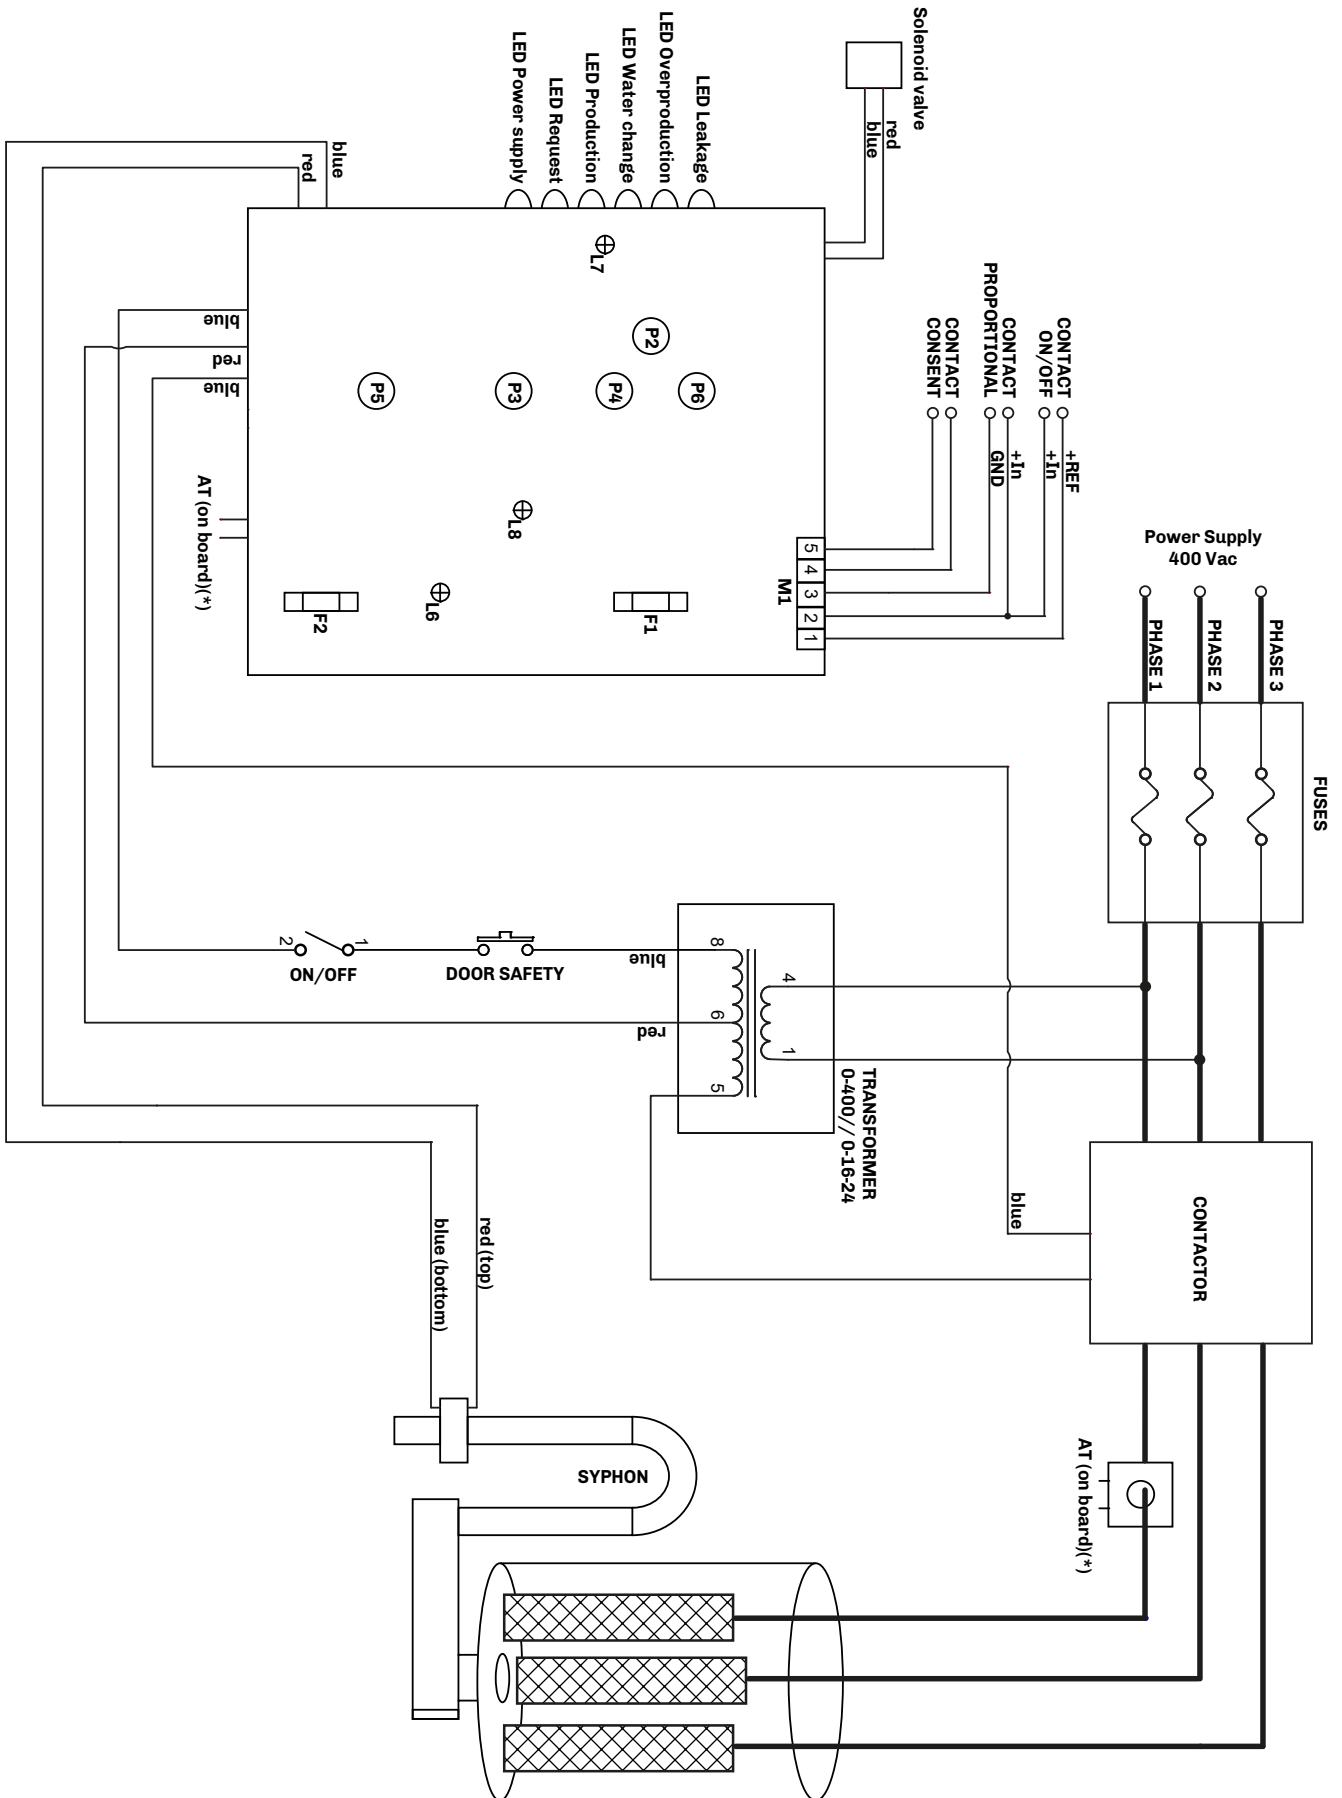 Solenoid valve
red
blue
LED Leakage
LED Overproduction
LED Water change
LED Production
LED Request
LED Power supply
blue
red
L7
P2
P6
P4
P3
P5
L8
L6
F1
F2
M1
5
4
3
2
1
CONTACT
ON/OFF
CONTACT
PROPORTIONAL
CONTACT
CONSENT
+REF
+In
+In
GND
blue
red
blue
AT (on board)(*)
Power Supply
400 Vac
PHASE 3
PHASE 2
PHASE 1
FUSES
TRANSFORMER
0-400// 0-16-24
8
6
5
4
1
blue
red
DOOR SAFETY
ON/OFF
1
2
blue
CONTACTOR
red (top)
blue (bottom)
SYPHON
AT (on board)(*)